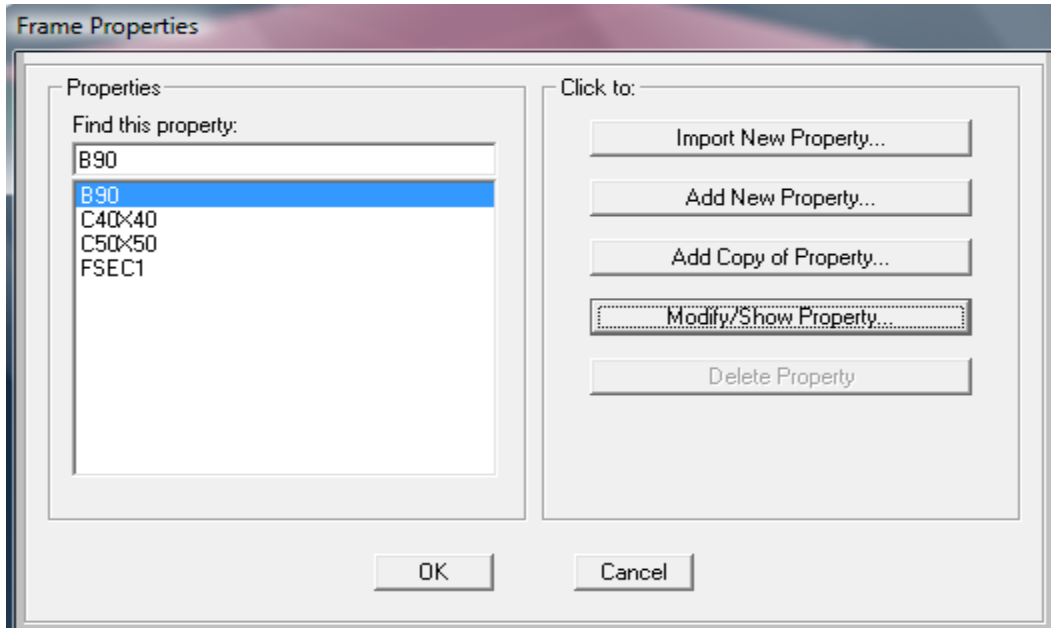 Frame Properties
Properties
Find this property:
B90
B90
C40X40
C50X50
FSEC1
Click to:
Import New Property...
Add New Property...
Add Copy of Property...
Modify/Show Property...
Delete Property
OK
Cancel